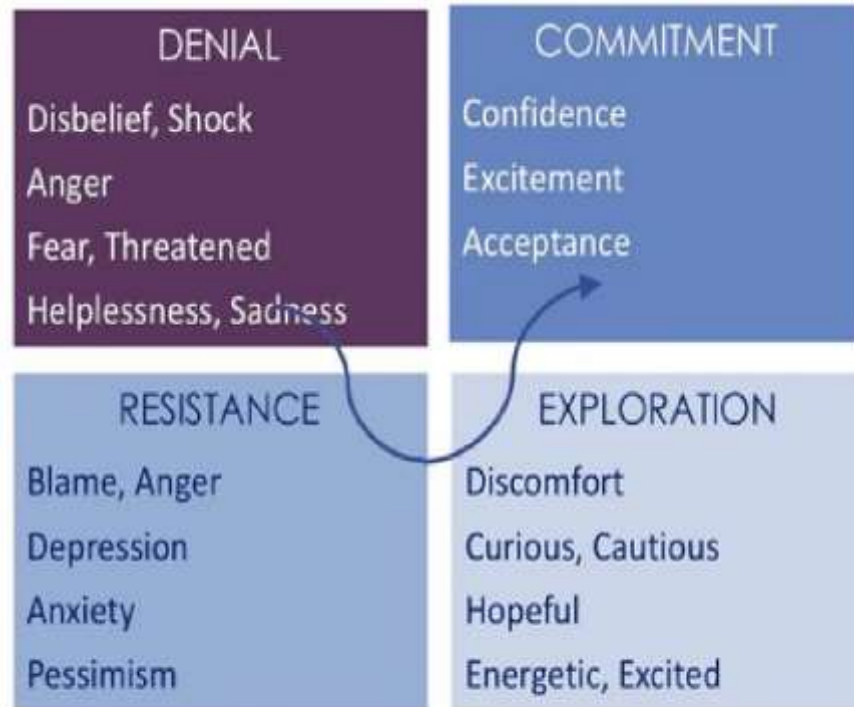 DENIAL
Disbelief, Shock
Anger
Fear, Threatened
Helplessness, Sadness
COMMITMENT
Confidence
Excitement
Acceptance
RESISTANCE
Blame, Anger
Depression
Anxiety
Pessimism
EXPLORATION
Discomfort
Curious, Cautious
Hopeful
Energetic, Excited